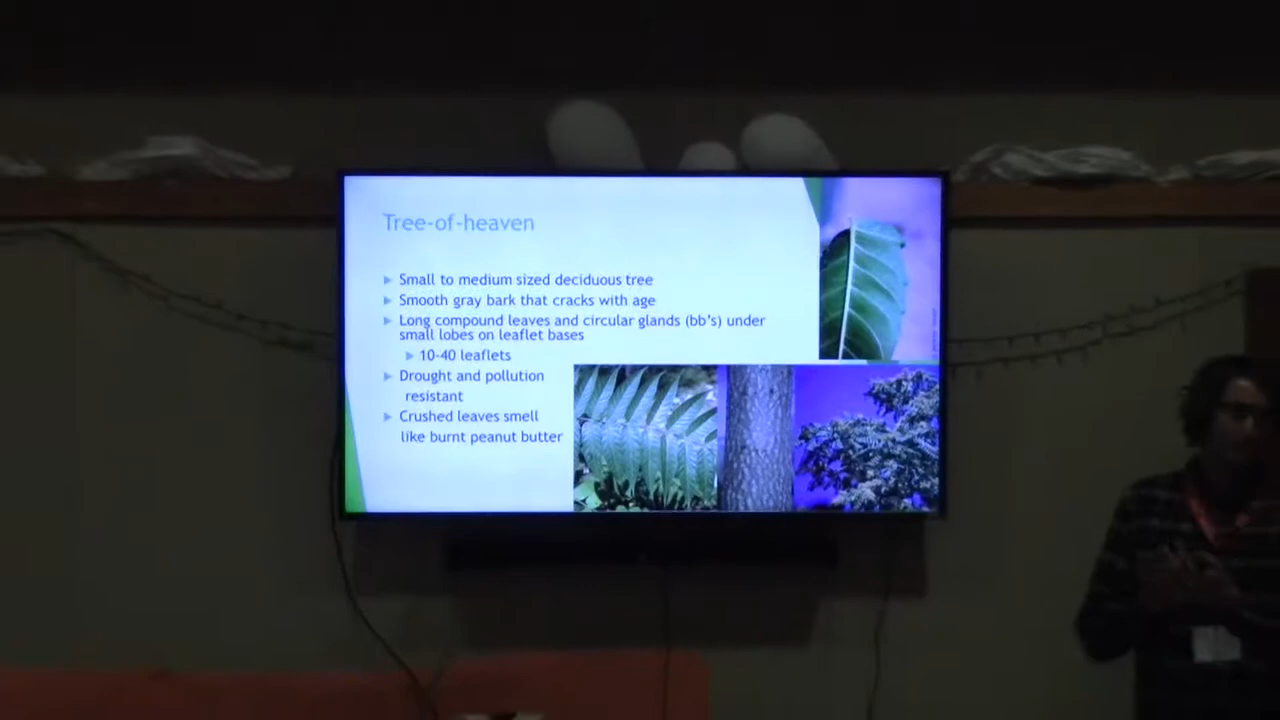 Tree-of-heaven
Small to medium sized deciduous tree
Smooth gray bark that cracks with age
Long compound leaves and circular glands (bb's) under
small lobes on leaflet bases
10-40 leaflets
Drought and pollution
resistant
Crushed leaves smell
like burnt peanut butter